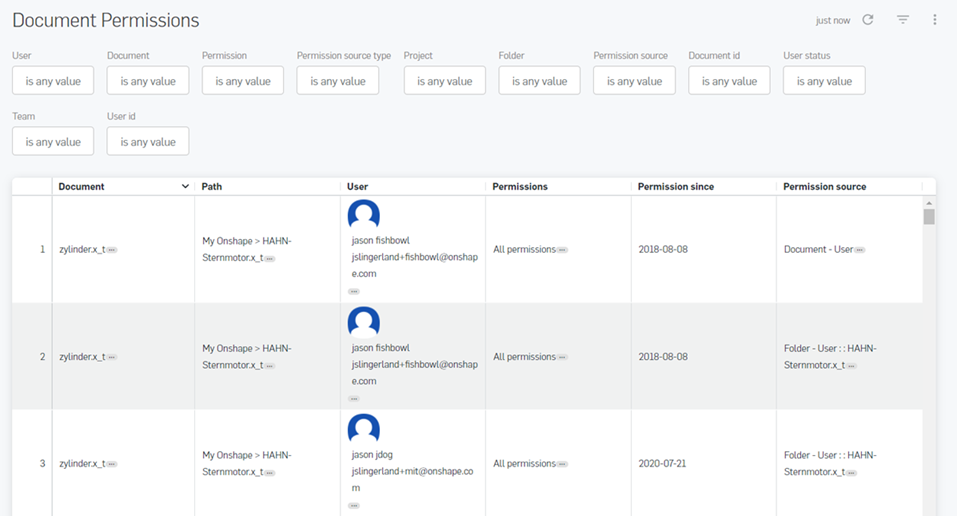 Document Permissions
just now
User Document Permission Permission source type Project Folder Permission source Document id User status
is any value is any value is any value is any value is any value is any value is any value is any value is any value
Team User id
is any value is any value
Document Path User Permissions Permission since Permission source
1 zylinder.x_t My Onshape > HAHN-
Sternmotor.x_t jason fishbowl
jslingerland+fishbowl@onshap
e.com All permissions 2018-08-08 Document - User
2 zylinder.x_t My Onshape > HAHN-
Sternmotor.x_t jason fishbowl
jslingerland+fishbowl@onshap
e.com All permissions 2018-08-08 Folder - User : : HAHN-
Sternmotor.x_t
3 zylinder.x_t My Onshape > HAHN-
Sternmotor.x_t jason jdog
jslingerland+mit@onshape.co
m All permissions 2020-07-21 Folder - User : : HAHN-
Sternmotor.x_t